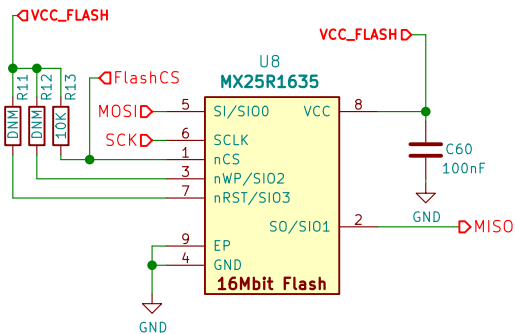 VCC_FLASH
R11
R12
R13
DNM
DNM
10K
FlashCS
MOSI
SCK
U8
MX25R1635
5
SI/SIO0
6
SCLK
1
nCS
3
nWP/SIO2
7
nRST/SIO3
9
EP
4
GND
VCC
8
SO/SIO1
2
16Mbit Flash
VCC_FLASH
C60
100nF
GND
MISO
GND